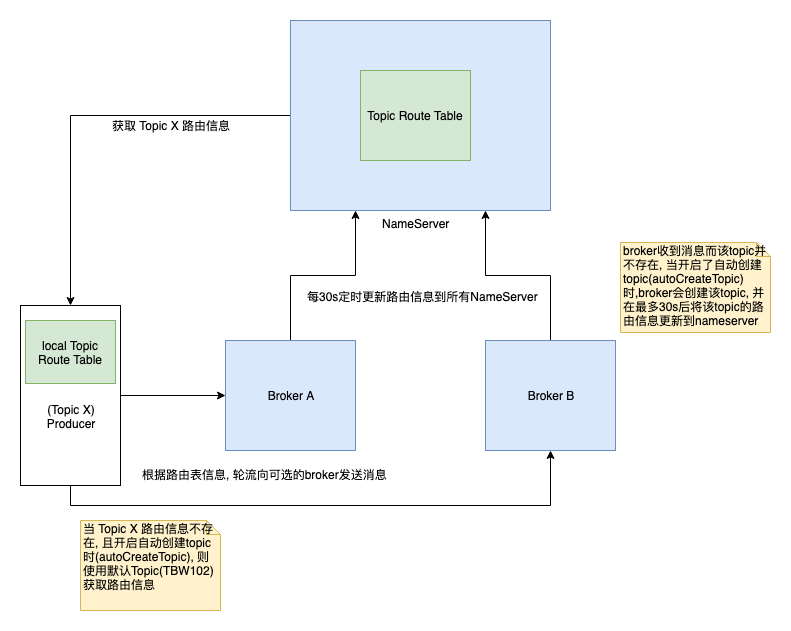 Topic Route Table
获取 Topic X 路由信息
NameServer
broker收到消息而该topic并
不存在, 当开启了自动创建
topic(autoCreateTopic)
时,broker会创建该topic, 并
在最多30s后将该topic的路
由信息更新到nameserver
每30s定时更新路由信息到所有NameServer
local Topic
Route Table
(Topic X)
Producer
Broker A
Broker B
根据路由表信息, 轮流向可选的broker发送消息
当 Topic X 路由信息不存
在, 且开启自动创建topic
时(autoCreateTopic), 则
使用默认Topic(TBW102)
获取路由信息